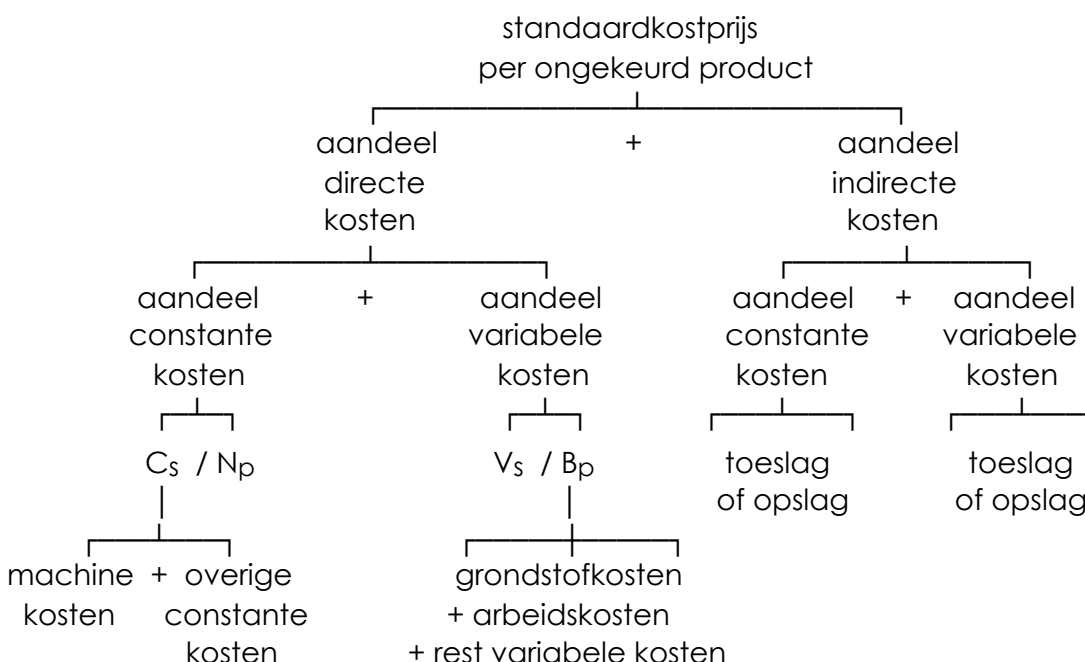 standaardkostprijs
per ongekeurd product
aandeel + aandeel
directe indirecte
kosten kosten
aandeel + aandeel aandeel + aandeel
constante variabele constante variabele
kosten kosten kosten kosten
Cs / Np Vs / Bp toeslag toeslag
of opslag of opslag
machine + overige grondstofkosten
kosten constante + arbeidskosten
kosten + rest variabele kosten